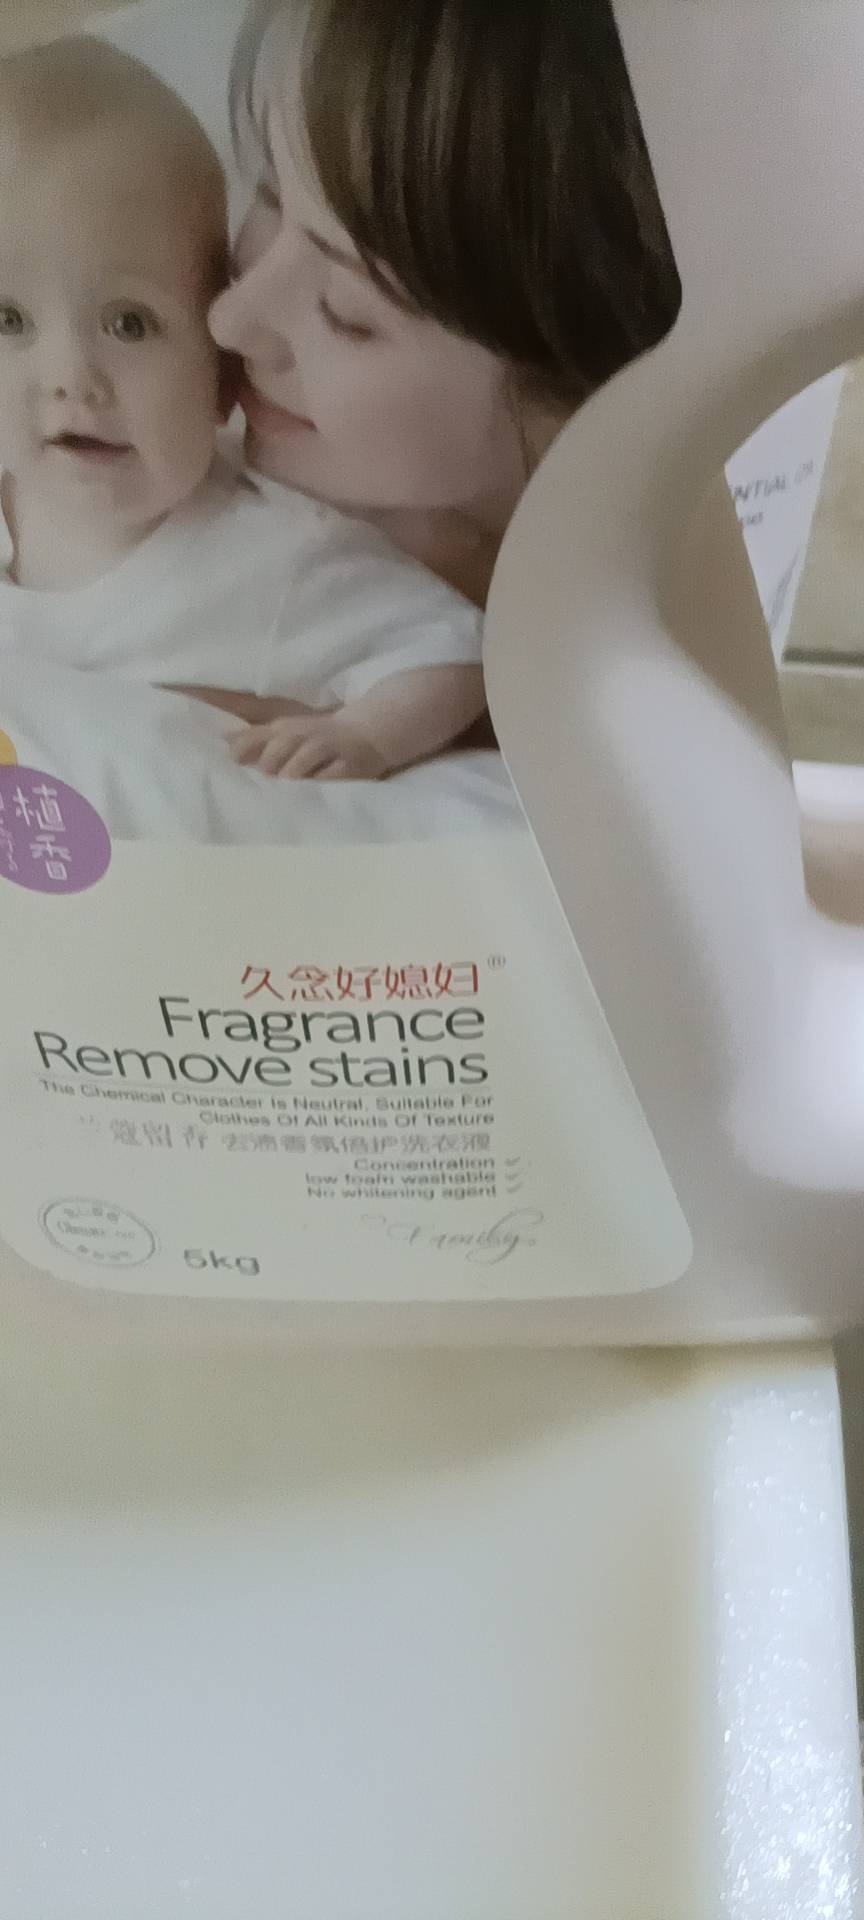 植
香
久念好媳妇®
Fragrance
Remove stains
The Chemical Character Is Neutral, Suitable For
Clothes Of All Kinds Of Texture
留香 香氛倍护洗衣液
Concentration
low foam washable
No whitening agent
Family
5kg